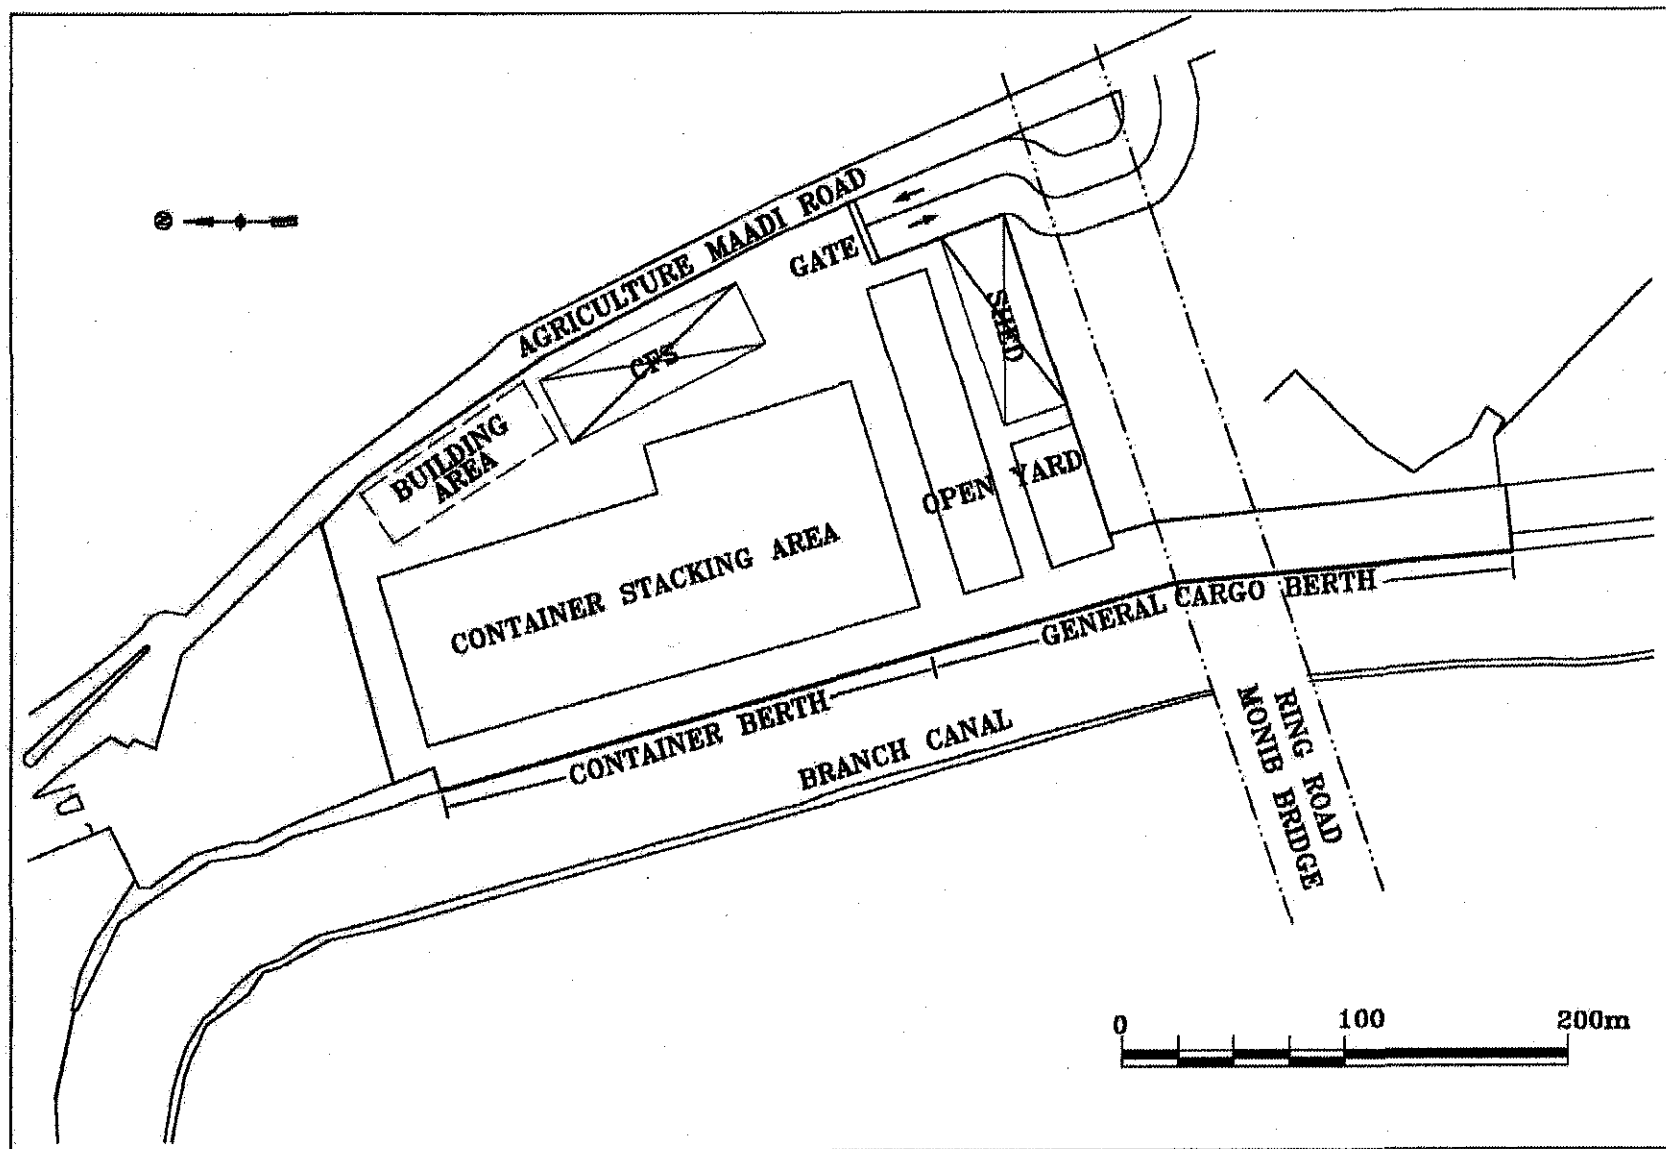 AGRICULTURE MAADI ROAD
N
GATE
SHED
CFS
BUILDING
AREA
OPEN YARD
CONTAINER STACKING AREA
GENERAL CARGO BERTH
CONTAINER BERTH
BRANCH CANAL
RING ROAD
MONIB BRIDGE
0 100 200m